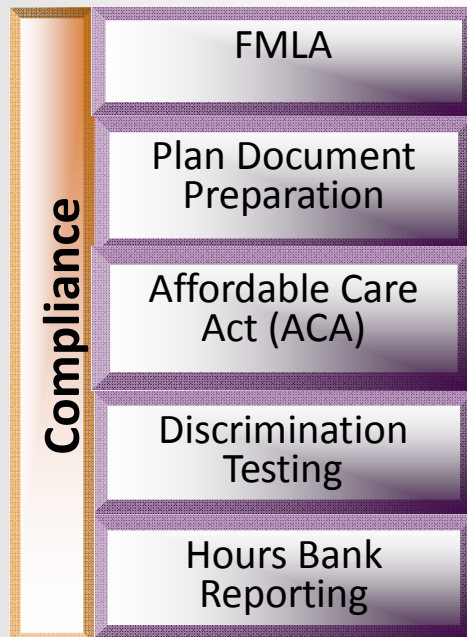 Compliance
FMLA
Plan Document
Preparation
Affordable Care
Act (ACA)
Discrimination
Testing
Hours Bank
Reporting